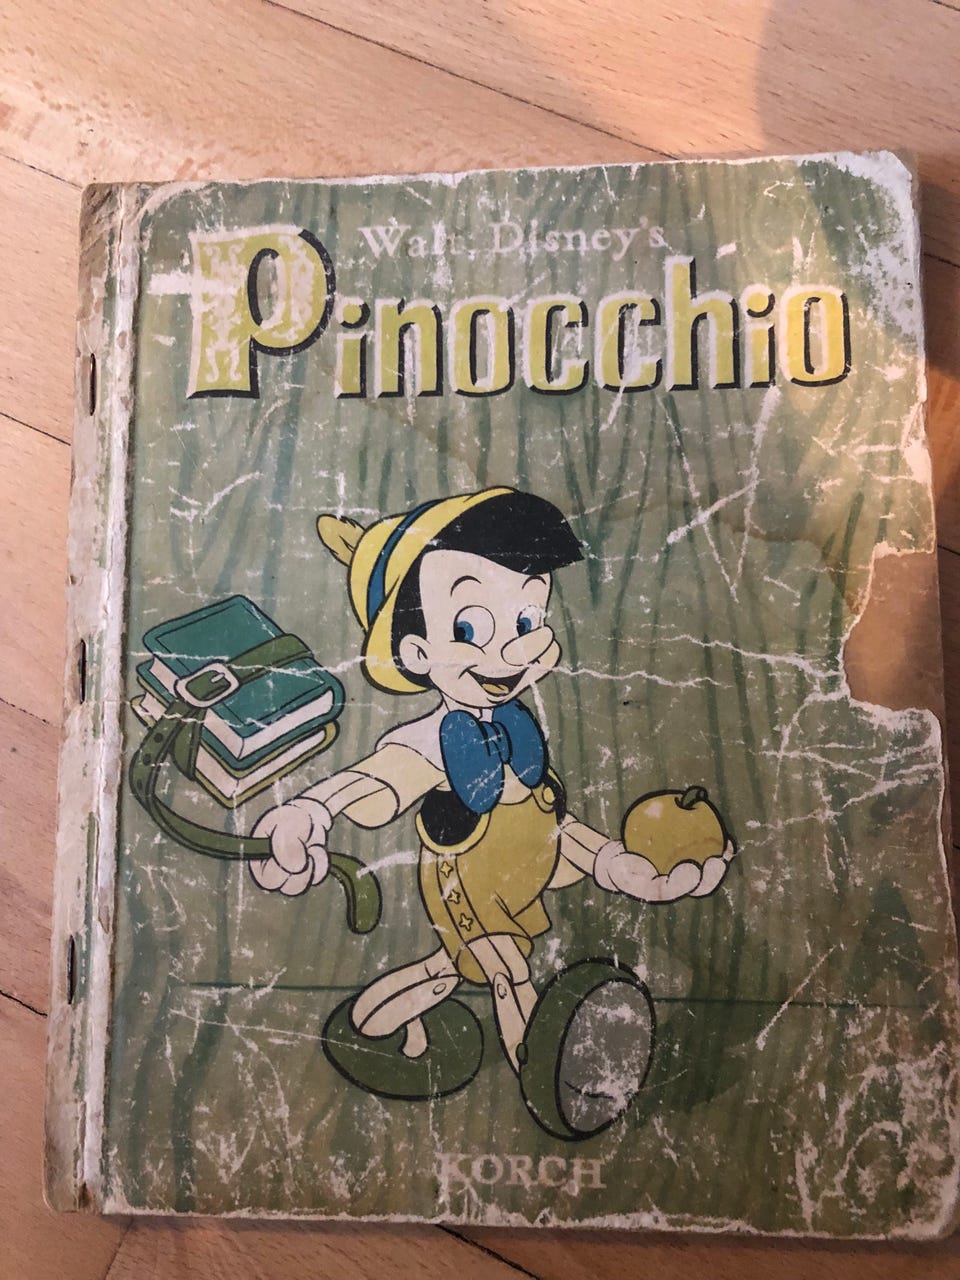 Walt Disney's
Pinocchio
KORCH